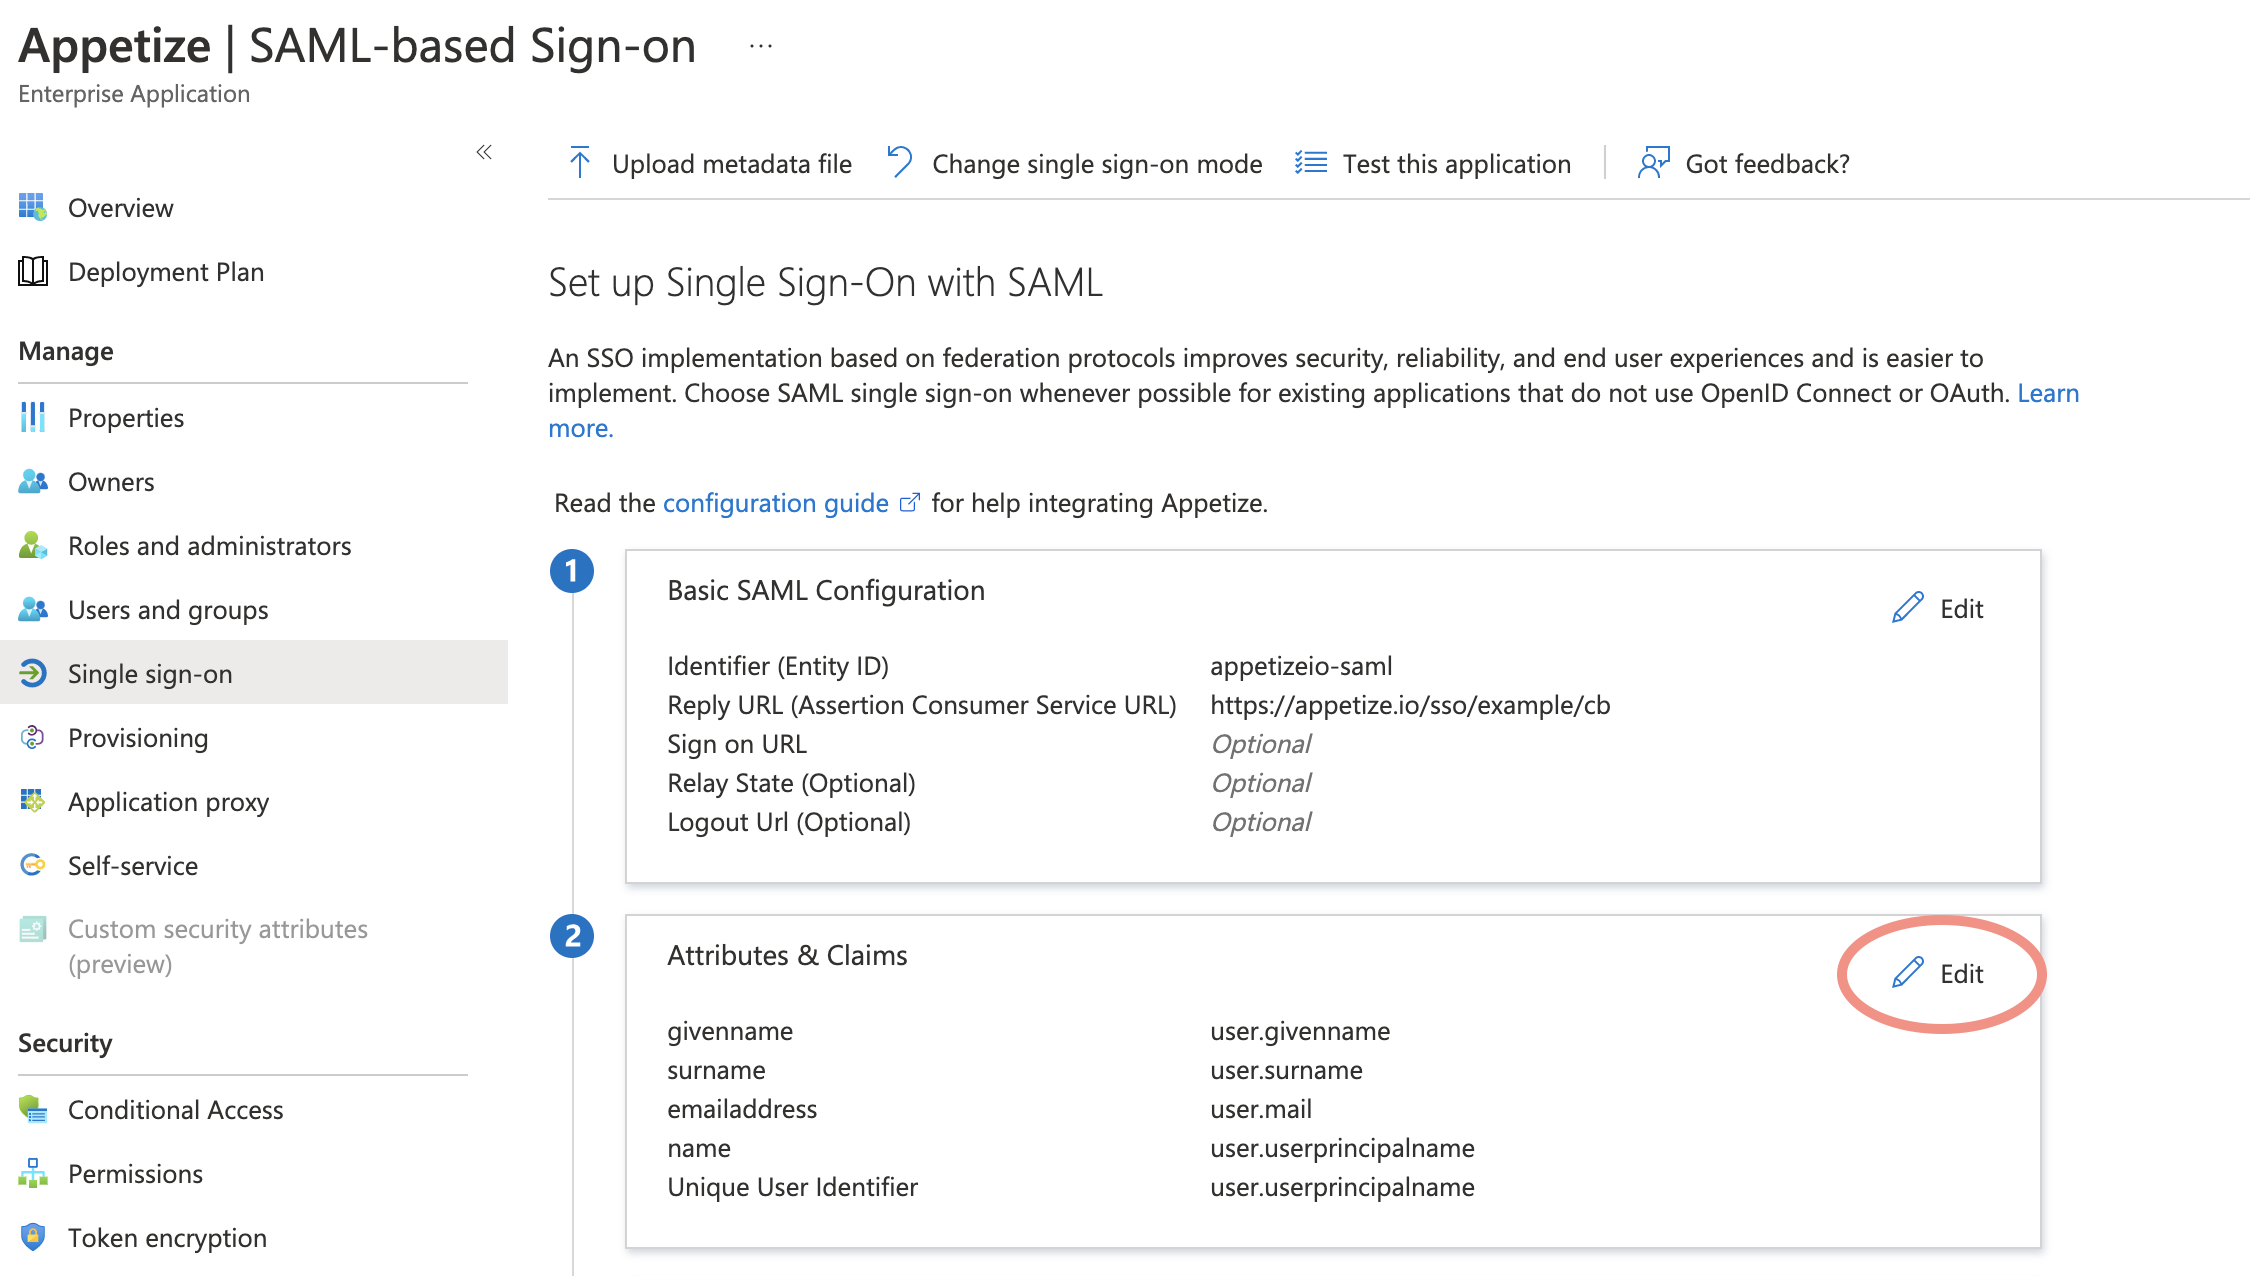 Appetize | SAML-based Sign-on ...
Enterprise Application
«
Overview
Deployment Plan
Manage
Properties
Owners
Roles and administrators
Users and groups
Single sign-on
Provisioning
Application proxy
Self-service
Custom security attributes
(preview)
Security
Conditional Access
Permissions
Token encryption
Upload metadata file Change single sign-on mode Test this application Got feedback?
Set up Single Sign-On with SAML
An SSO implementation based on federation protocols improves security, reliability, and end user experiences and is easier to
implement. Choose SAML single sign-on whenever possible for existing applications that do not use OpenID Connect or OAuth. Learn
more.
Read the configuration guide for help integrating Appetize.
1
Basic SAML Configuration
Edit
Identifier (Entity ID) appetizeio-saml
Reply URL (Assertion Consumer Service URL) https://appetize.io/sso/example/cb
Sign on URL Optional
Relay State (Optional) Optional
Logout Url (Optional) Optional
2
Attributes & Claims
Edit
givenname user.givenname
surname user.surname
emailaddress user.mail
name user.userprincipalname
Unique User Identifier user.userprincipalname